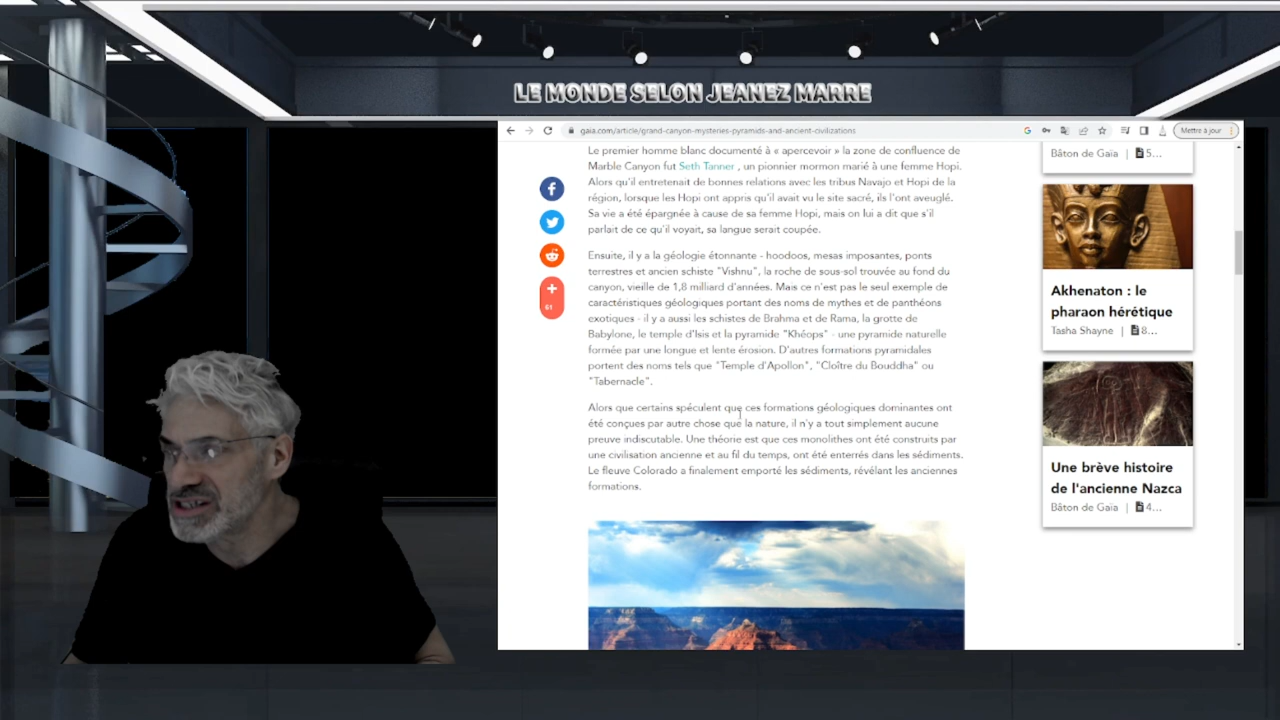 LE MONDE SELON JEANEZ MARRE
gaia.com/article/grand-canyon-mysteries-pyramids-and-ancient-civilizations
Mettre à jour
Le premier homme blanc documenté à « apercevoir » la zone de confluence de
Marble Canyon fut Seth Tanner , un pionnier mormon marié à une femme Hopi.
Alors qu'il entretenait de bonnes relations avec les tribus Navajo et Hopi de la
région, lorsque les Hopi ont appris qu'il avait vu le site sacré, ils l'ont aveuglé.
Sa vie a été épargnée à cause de sa femme Hopi, mais on lui a dit que s'il
parlait de ce qu'il voyait, sa langue serait coupée.
Ensuite, il y a la géologie étonnante - hoodoos, mesas imposantes, ponts
terrestres et ancien schiste "Vishnu", la roche de sous-sol trouvée au fond du
canyon, vieille de 1,8 milliard d'années. Mais ce n'est pas le seul exemple de
caractéristiques géologiques portant des noms de mythes et de panthéons
exotiques - il y a aussi les schistes de Brahma et de Rama, la grotte de
Babylone, le temple d'Isis et la pyramide "Khéops" - une pyramide naturelle
formée par une longue et lente érosion. D'autres formations pyramidales
portent des noms tels que "Temple d'Apollon", "Cloître du Bouddha" ou
"Tabernacle".
Alors que certains spéculent que ces formations géologiques dominantes ont
été conçues par autre chose que la nature, il n'y a tout simplement aucune
preuve indiscutable. Une théorie est que ces monolithes ont été construits par
une civilisation ancienne et au fil du temps, ont été enterrés dans les sédiments.
Le fleuve Colorado a finalement emporté les sédiments, révélant les anciennes
formations.
61
Bâton de Gaïa | 5...
Akhenaton : le
pharaon hérétique
Tasha Shayne | 8...
Une brève histoire
de l'ancienne Nazca
Bâton de Gaïa | 4...